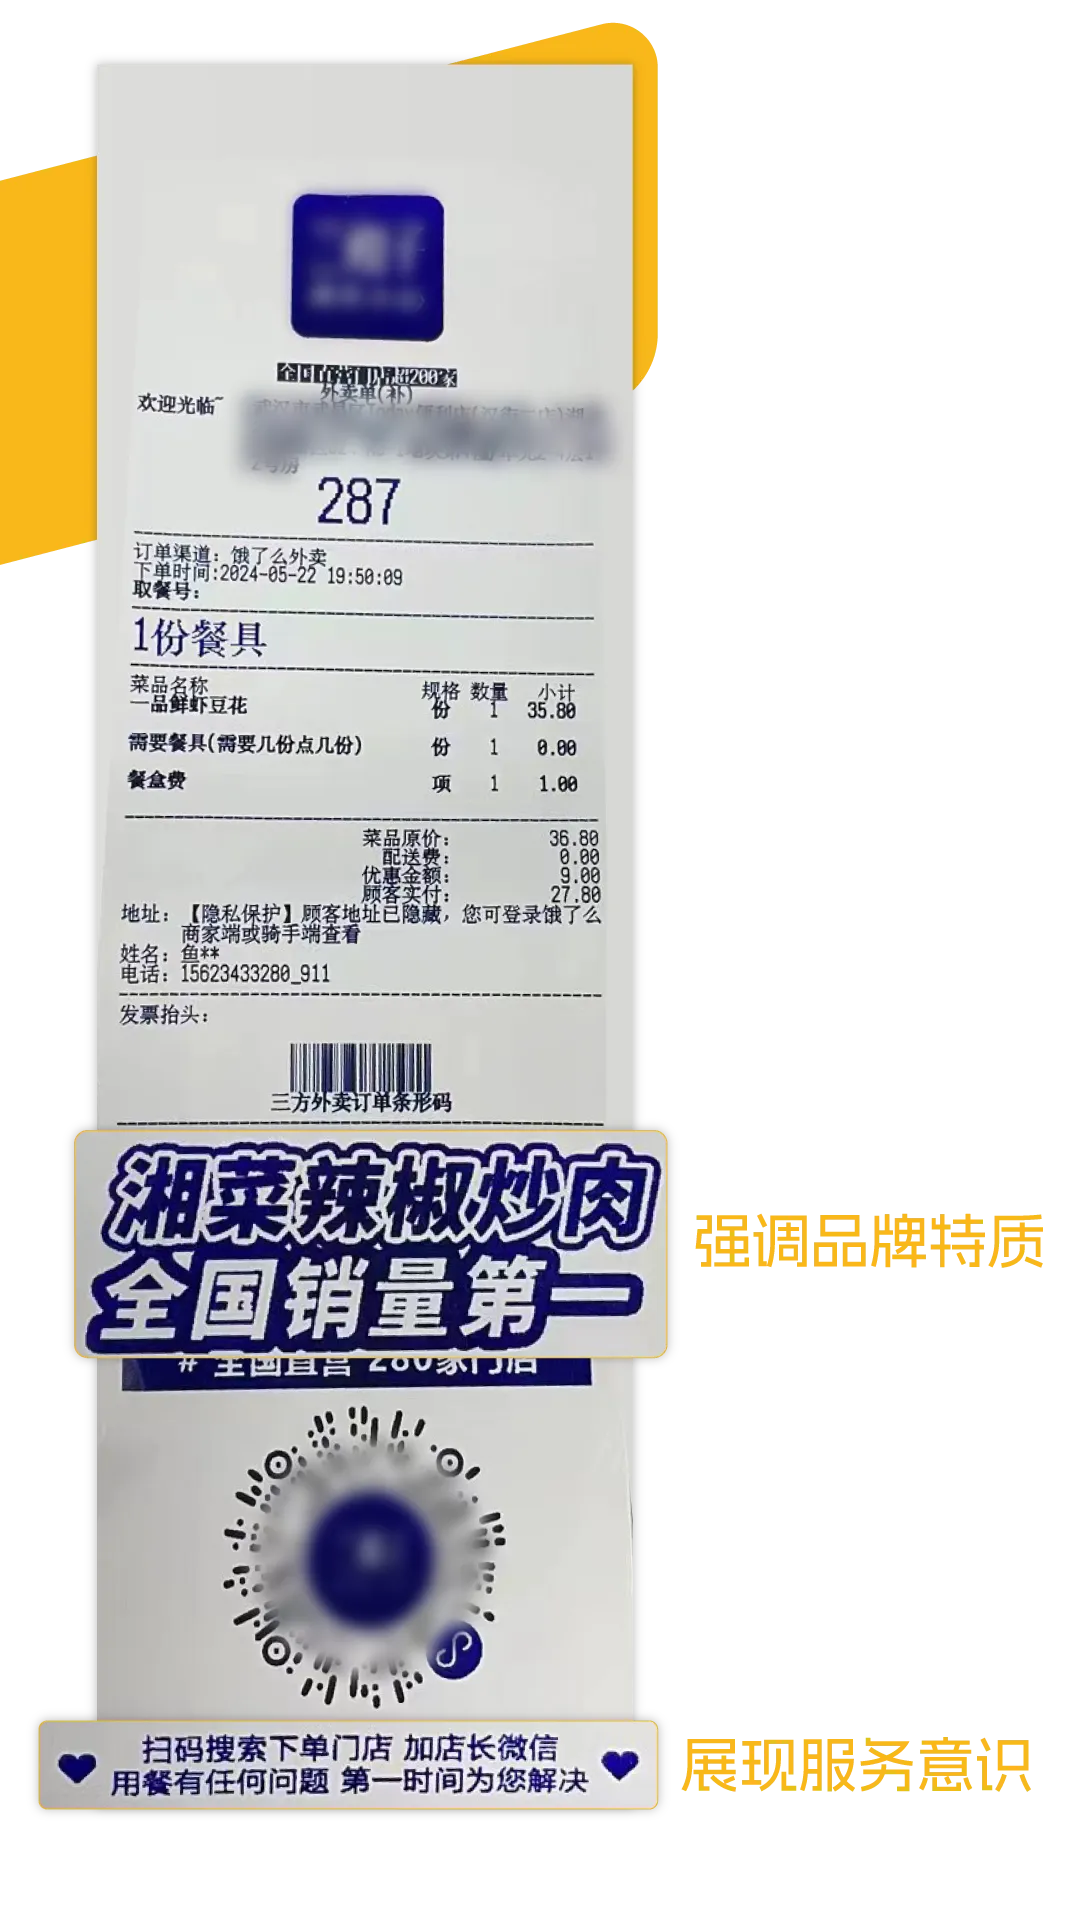 外卖单(补)
欢迎光临~
287
订单渠道：饿了么外卖
下单时间:2024-05-22 19:50:09
取餐号：
1份餐具
菜品名称 规格 数量 小计
一品鲜虾豆花 份 1 35.80
需要餐具(需要几份点几份) 份 1 0.00
餐盒费 项 1 1.00
菜品原价： 36.80
配送费： 0.00
优惠金额： 9.00
顾客实付： 27.80
地址：【隐私保护】顾客地址已隐藏，您可登录饿了么
商家端或骑手端查看
姓名：鱼**
电话：15623433280_911
发票抬头：
三方外卖订单条形码
湘菜辣椒炒肉
全国销量第一
强调品牌特质
# 全国直营 280家门店
扫码搜索下单门店 加店长微信
用餐有任何问题 第一时间为您解决
展现服务意识